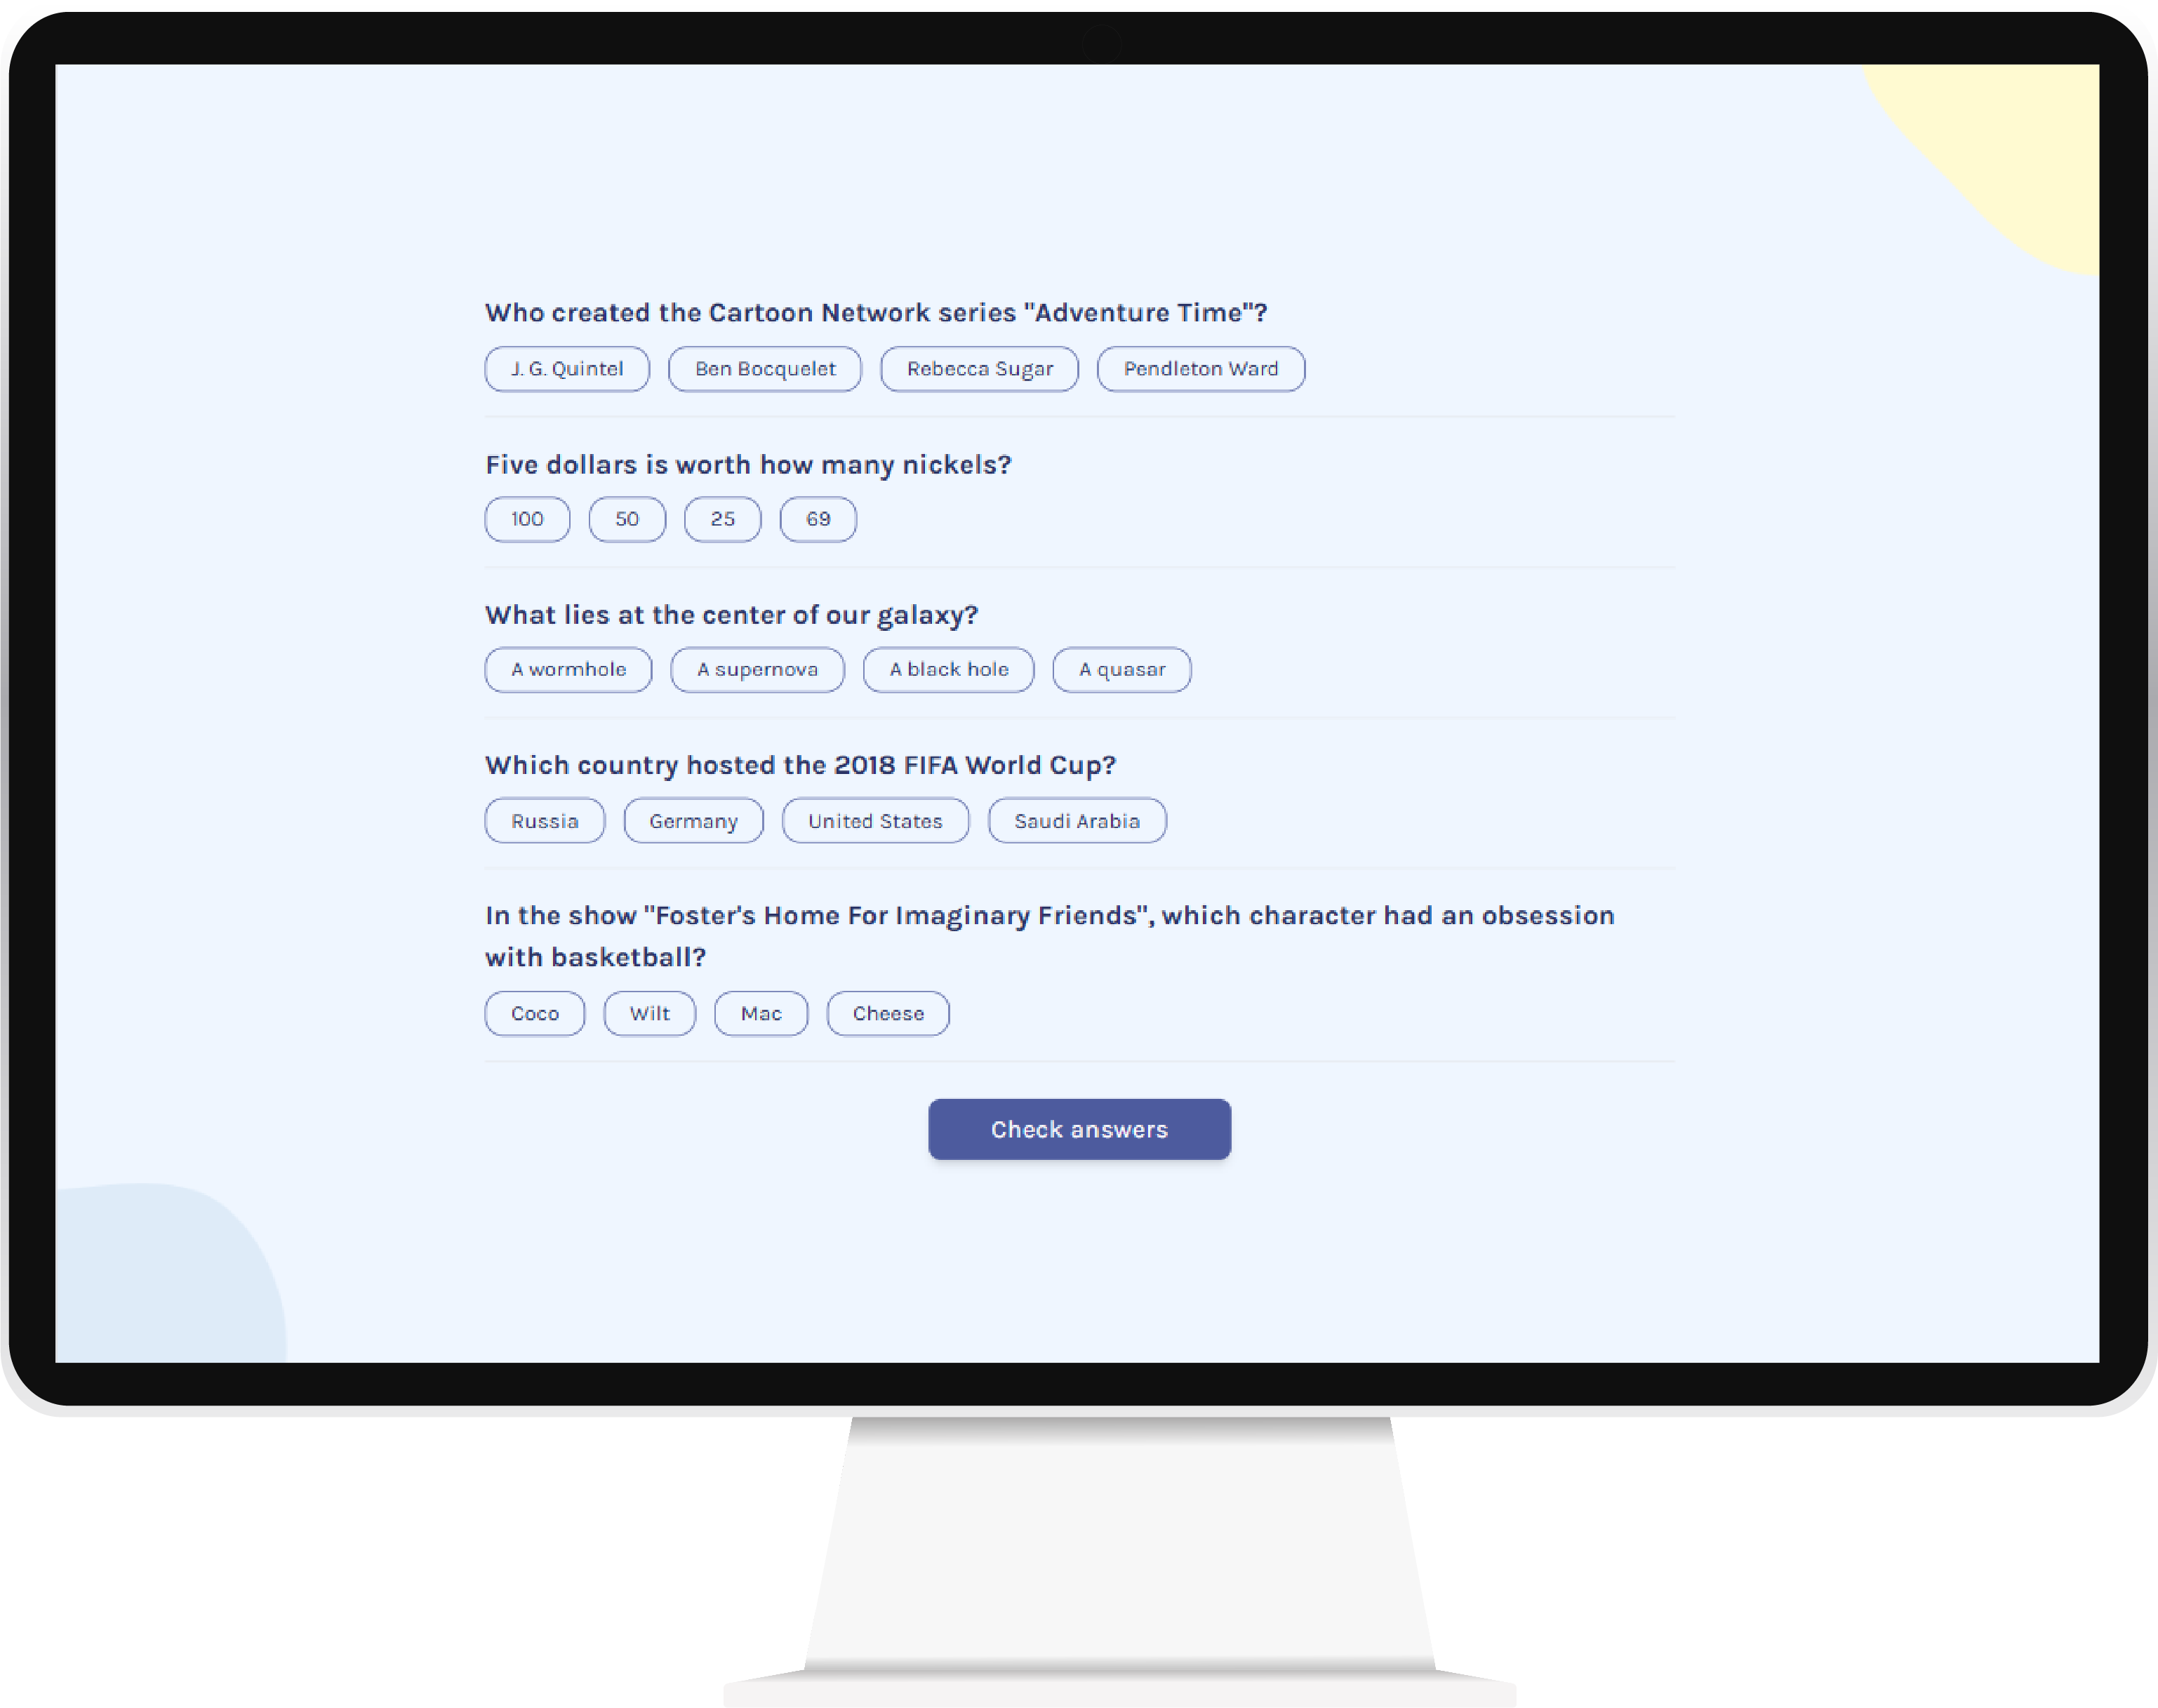 Who created the Cartoon Network series "Adventure Time"?
J. G. Quintel Ben Bocquelet Rebecca Sugar Pendleton Ward
Five dollars is worth how many nickels?
100 50 25 69
What lies at the center of our galaxy?
A wormhole A supernova A black hole A quasar
Which country hosted the 2018 FIFA World Cup?
Russia Germany United States Saudi Arabia
In the show "Foster's Home For Imaginary Friends", which character had an obsession
with basketball?
Coco Wilt Mac Cheese
Check answers